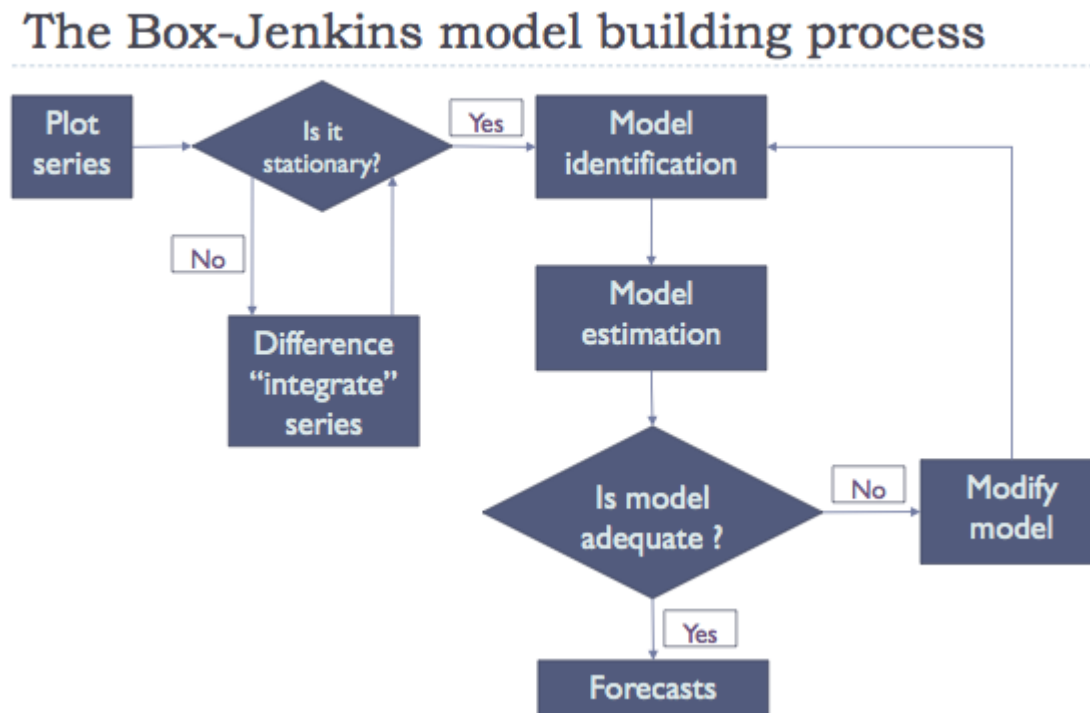 The Box-Jenkins model building process
Plot
series
Is it
stationary?
Yes
Model
identification
No
Difference
“integrate”
series
Model
estimation
Is model
adequate ?
No
Modify
model
Yes
Forecasts